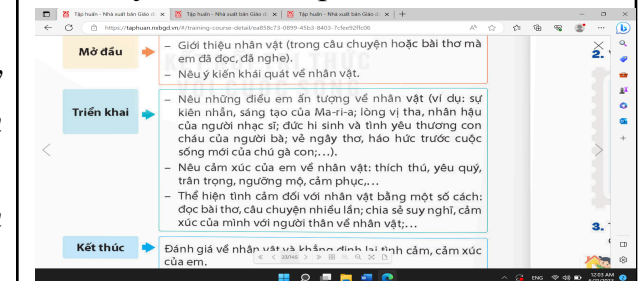 Tập huấn - Nhà xuất bản Giáo d
Tập huấn - Nhà xuất bản Giáo d
Tập huấn - Nhà xuất bản Giáo d
https://taphuan.nxbgd.vn/#/training-course-detail/ea858c73-0899-45b3-8403-7cfee92ffc06
Mở đầu
– Giới thiệu nhân vật (trong câu chuyện hoặc bài thơ mà
em đã đọc, đã nghe).
– Nêu ý kiến khái quát về nhân vật.
Triển khai
– Nêu những điều em ấn tượng về nhân vật (ví dụ: sự
kiên nhẫn, sáng tạo của Ma-ri-a; lòng vị tha, nhân hậu
của người nhạc sĩ; đức hi sinh và tình yêu thương con
cháu của người bà; vẻ ngây thơ, háo hức trước cuộc
sống mới của chú gà con;...).
– Nêu cảm xúc của em về nhân vật: thích thú, yêu quý,
trân trọng, ngưỡng mộ, cảm phục,...
– Thể hiện tình cảm đối với nhân vật bằng một số cách:
đọc bài thơ, câu chuyện nhiều lần; chia sẻ suy nghĩ, cảm
xúc của mình với người thân về nhân vật;...
Kết thúc
Đánh giá về nhân vật và khẳng định lại tình cảm, cảm xúc
của em.
2.
3.
33/165
ENG
12:03 AM